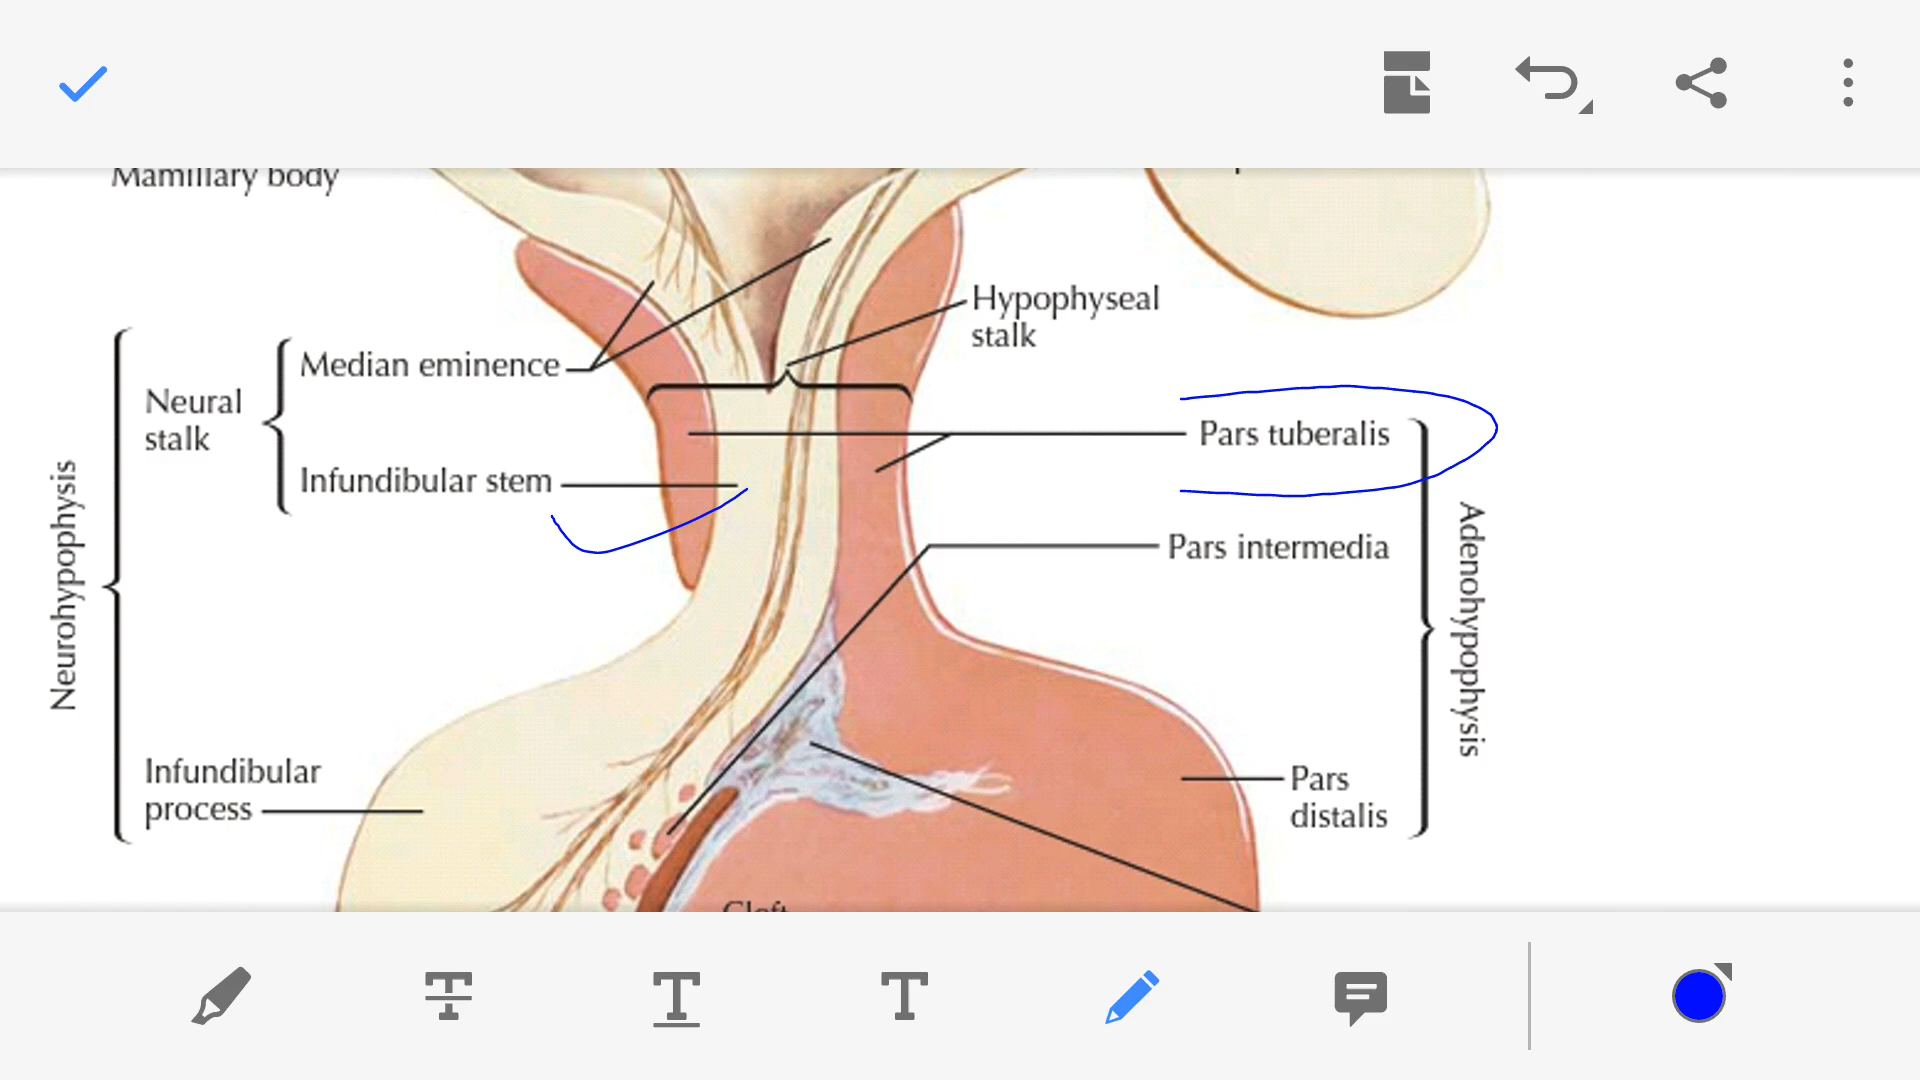 Mamillary body
Hypophyseal
stalk
Median eminence
Neural
stalk
Pars tuberalis
Infundibular stem
Neurohypophysis
Pars intermedia
Adenohypophysis
Infundibular
process
Pars
distalis
Cleft